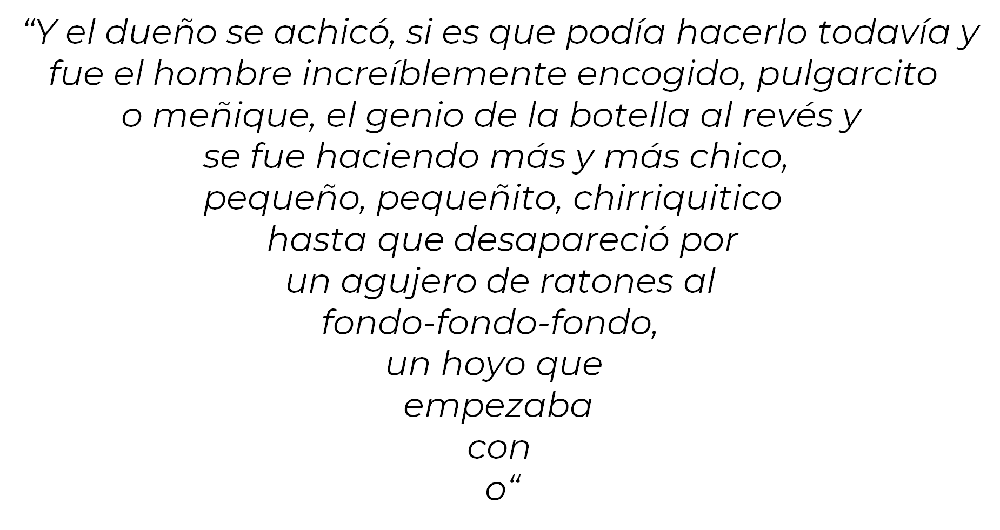 “Y el dueño se achicó, si es que podía hacerlo todavía y
fue el hombre increíblemente encogido, pulgarcito
o meñique, el genio de la botella al revés y
se fue haciendo más y más chico,
pequeño, pequeñito, chirriquitico
hasta que desapareció por
un agujero de ratones al
fondo-fondo-fondo,
un hoyo que
empezaba
con
o“